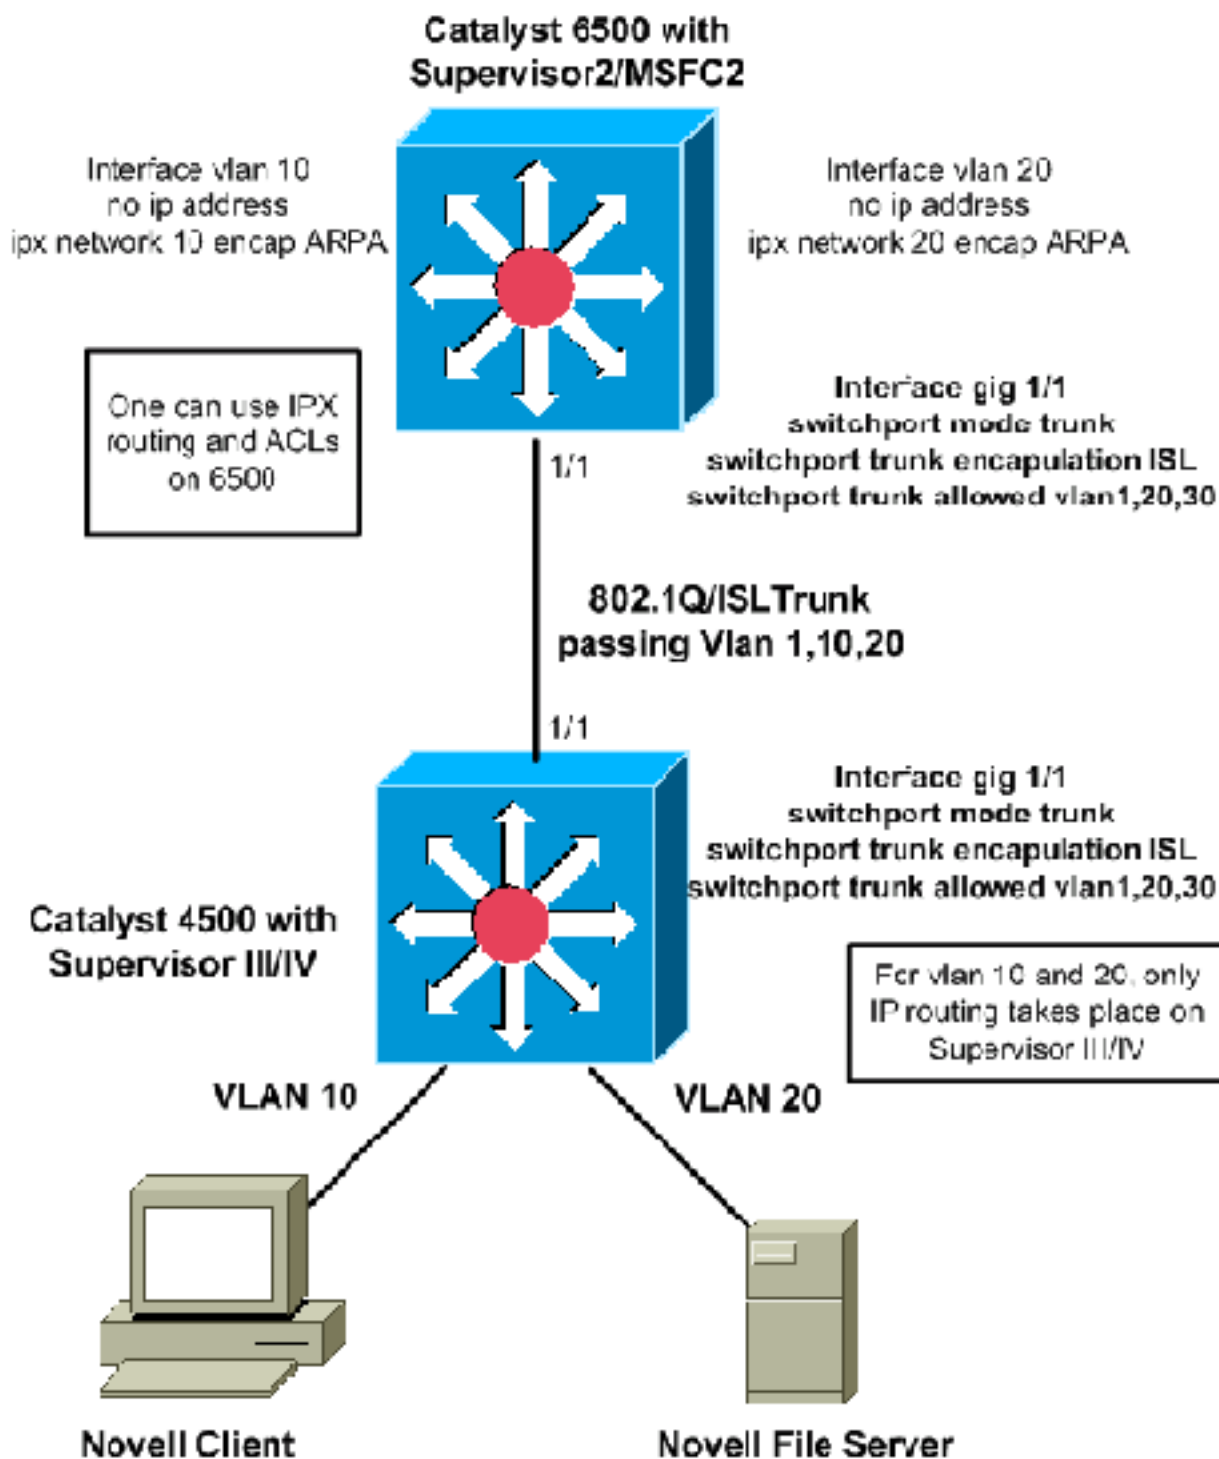 Catalyst 6500 with
Supervisor2/MSFC2
Interface vlan 10
no ip address
ipx network 10 encap ARPA
Interface vlan 20
no ip address
ipx network 20 encap ARPA
One can use IPX
routing and ACLs
on 6500
Interface gig 1/1
switchport mode trunk
switchport trunk encapulation ISL
switchport trunk allowed vlan1,20,30
1/1
802.1Q/ISLTrunk
passing Vlan 1,10,20
1/1
Interface gig 1/1
switchport mode trunk
switchport trunk encapulation ISL
switchport trunk allowed vlan1,20,30
Catalyst 4500 with
Supervisor III/IV
For vlan 10 and 20, only
IP routing takes place on
Supervisor III/IV
VLAN 10
VLAN 20
Novell Client
Novell File Server